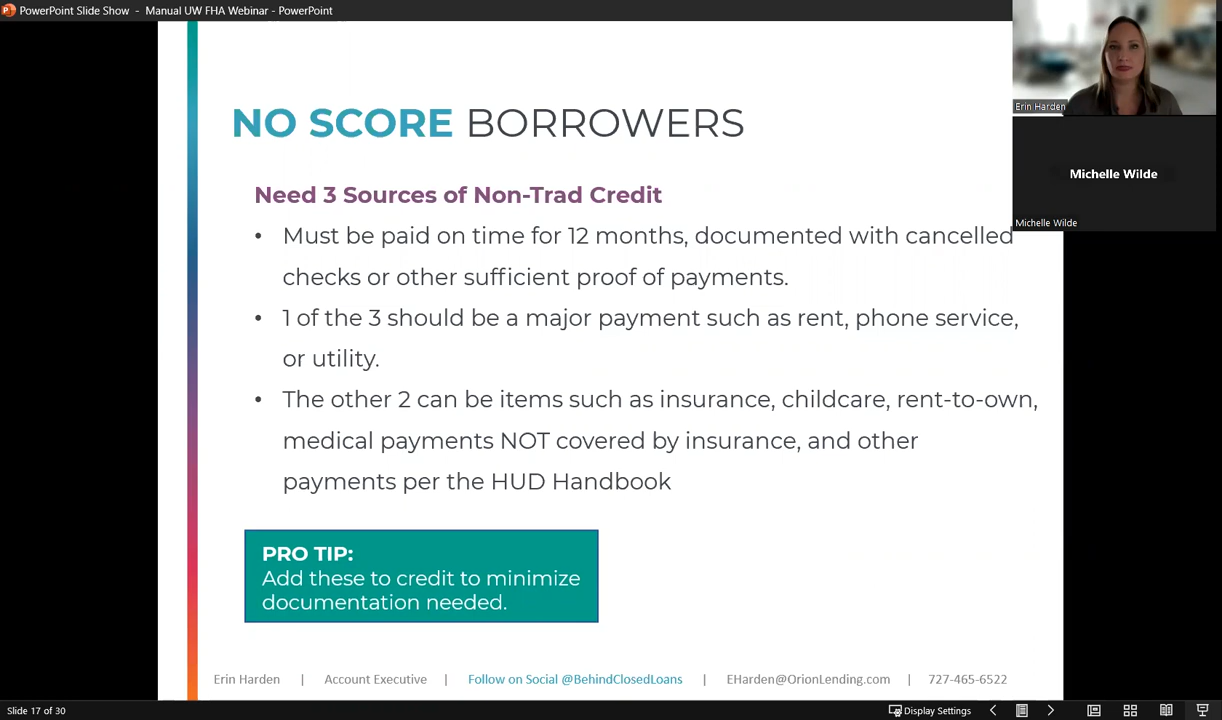 PowerPoint Slide Show - Manual UW FHA Webinar - PowerPoint
Erin Harden
Michelle Wilde
Michelle Wilde
NO SCORE BORROWERS
Need 3 Sources of Non-Trad Credit
• Must be paid on time for 12 months, documented with cancelled
checks or other sufficient proof of payments.
• 1 of the 3 should be a major payment such as rent, phone service,
or utility.
• The other 2 can be items such as insurance, childcare, rent-to-own,
medical payments NOT covered by insurance, and other
payments per the HUD Handbook
PRO TIP:
Add these to credit to minimize
documentation needed.
Erin Harden | Account Executive | Follow on Social @BehindClosedLoans | EHarden@OrionLending.com | 727-465-6522
Slide 17 of 30
Display Settings